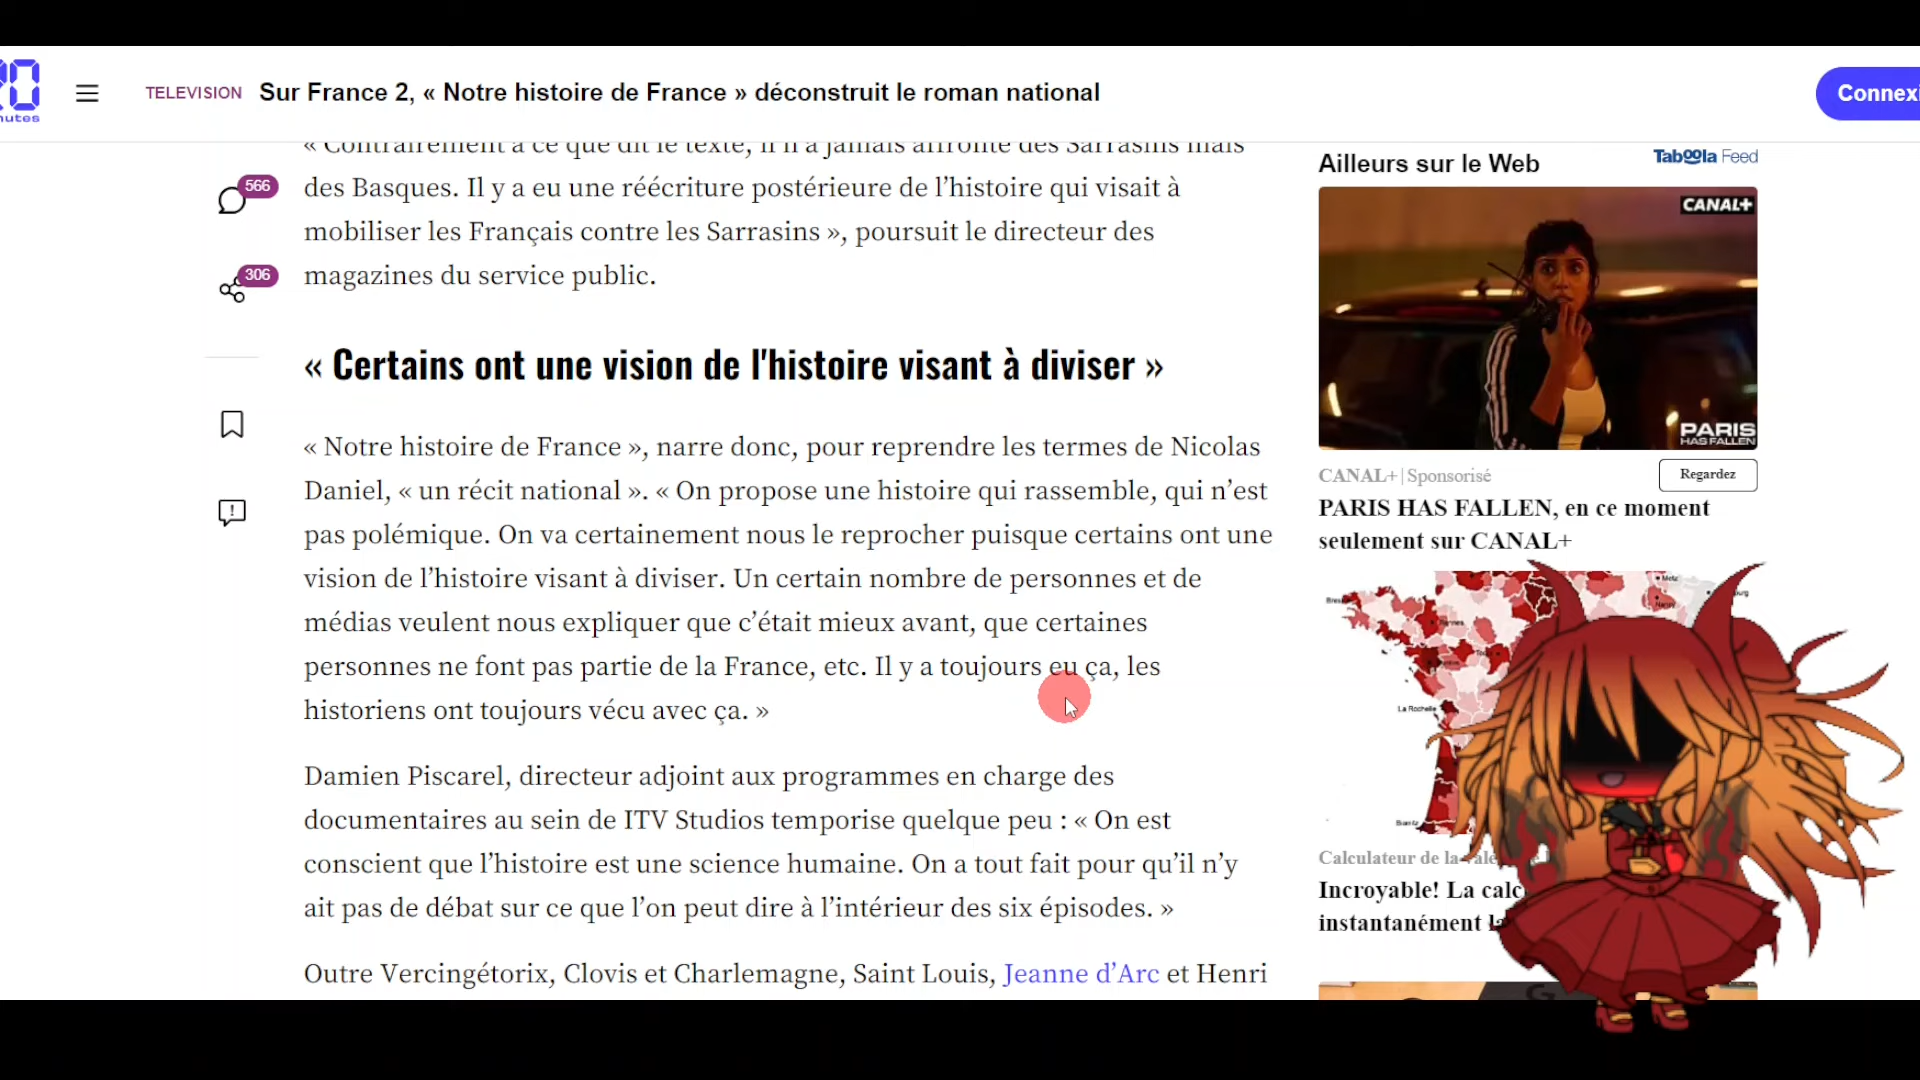 20
minutes
TELEVISION Sur France 2, « Notre histoire de France » déconstruit le roman national
Connexi
« Contrairement à ce que dit le texte, il n'a jamais affronté des Sarrasins mais
des Basques. Il y a eu une réécriture postérieure de l’histoire qui visait à
mobiliser les Français contre les Sarrasins », poursuit le directeur des
magazines du service public.
566
306
« Certains ont une vision de l'histoire visant à diviser »
« Notre histoire de France », narre donc, pour reprendre les termes de Nicolas
Daniel, « un récit national ». « On propose une histoire qui rassemble, qui n’est
pas polémique. On va certainement nous le reprocher puisque certains ont une
vision de l’histoire visant à diviser. Un certain nombre de personnes et de
médias veulent nous expliquer que c’était mieux avant, que certaines
personnes ne font pas partie de la France, etc. Il y a toujours eu ça, les
historiens ont toujours vécu avec ça. »
Damien Piscarel, directeur adjoint aux programmes en charge des
documentaires au sein de ITV Studios temporise quelque peu : « On est
conscient que l’histoire est une science humaine. On a tout fait pour qu’il n’y
ait pas de débat sur ce que l’on peut dire à l’intérieur des six épisodes. »
Outre Vercingétorix, Clovis et Charlemagne, Saint Louis, Jeanne d’Arc et Henri
Ailleurs sur le Web
Taboola Feed
CANAL+
PARIS
HAS FALLEN
CANAL+ | Sponsorisé
Regardez
PARIS HAS FALLEN, en ce moment
seulement sur CANAL+
Metz
Nancy
Rennes
La Rochelle
Biarritz
Calculateur de la vale
Incroyable! La calc
instantanément la
G